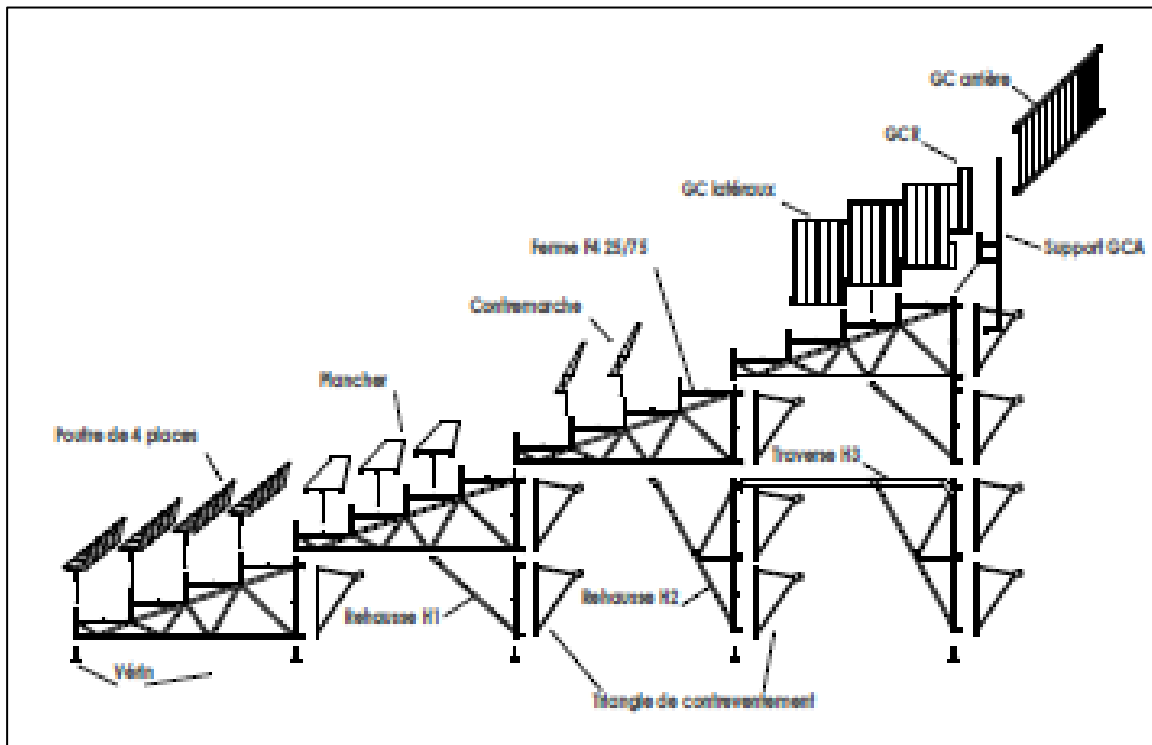 GC arrière
GCR
GC latéraux
Support GCA
Ferme F4 25/75
Contremarche
Plancher
Poutre de 4 places
Traverse H3
Rehausse H1
Rehausse H2
Vérin
Triangle de contreventement